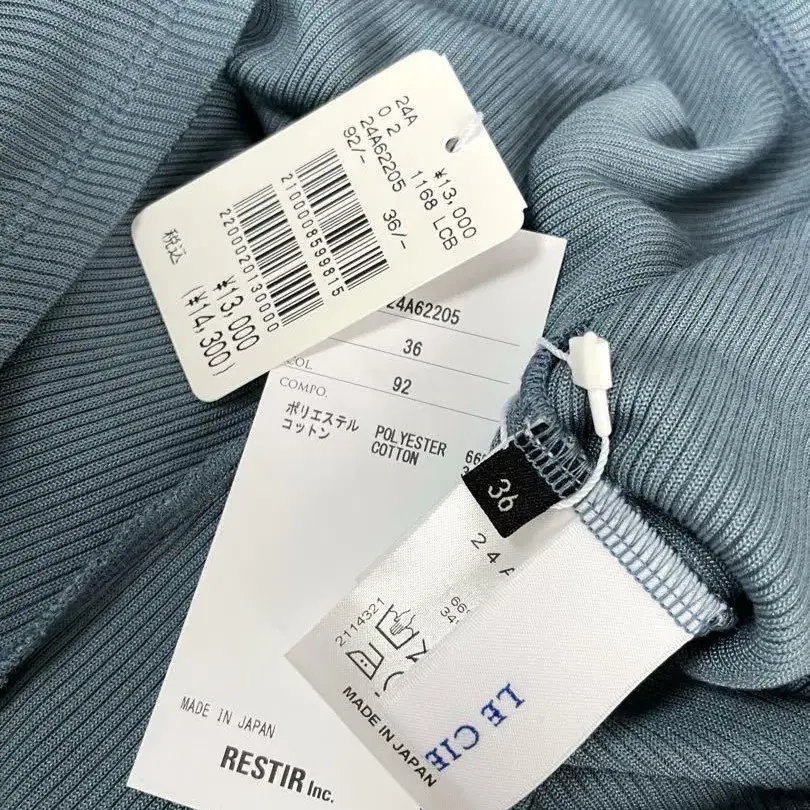 24A
0 2
24A62205
92/-
36/-
¥13,000
1168 LCB
2100008599815
2200020130000
税込
¥13,000
(¥14,300)
24A62205
36
COL.
92
COMPO.
ポリエステル
コットン
POLYESTER
COTTON
MADE IN JAPAN
RESTIR Inc.
36
24A
2114321
MADE IN JAPAN
LE CIE